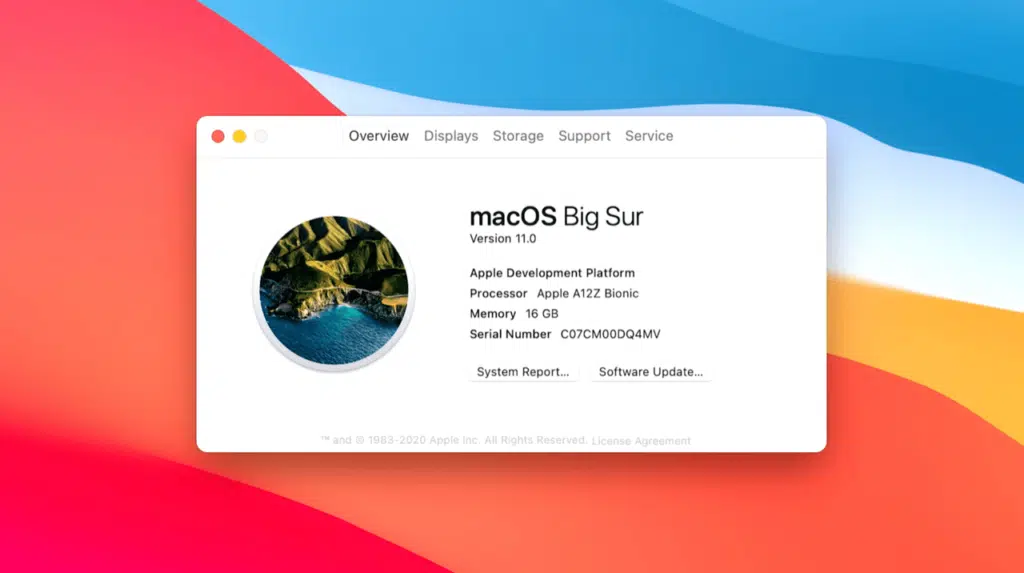 Overview Displays Storage Support Service
macOS Big Sur
Version 11.0
Apple Development Platform
Processor Apple A12Z Bionic
Memory 16 GB
Serial Number C07CM00DQ4MV
System Report... Software Update...
™ and © 1983-2020 Apple Inc. All Rights Reserved. License Agreement